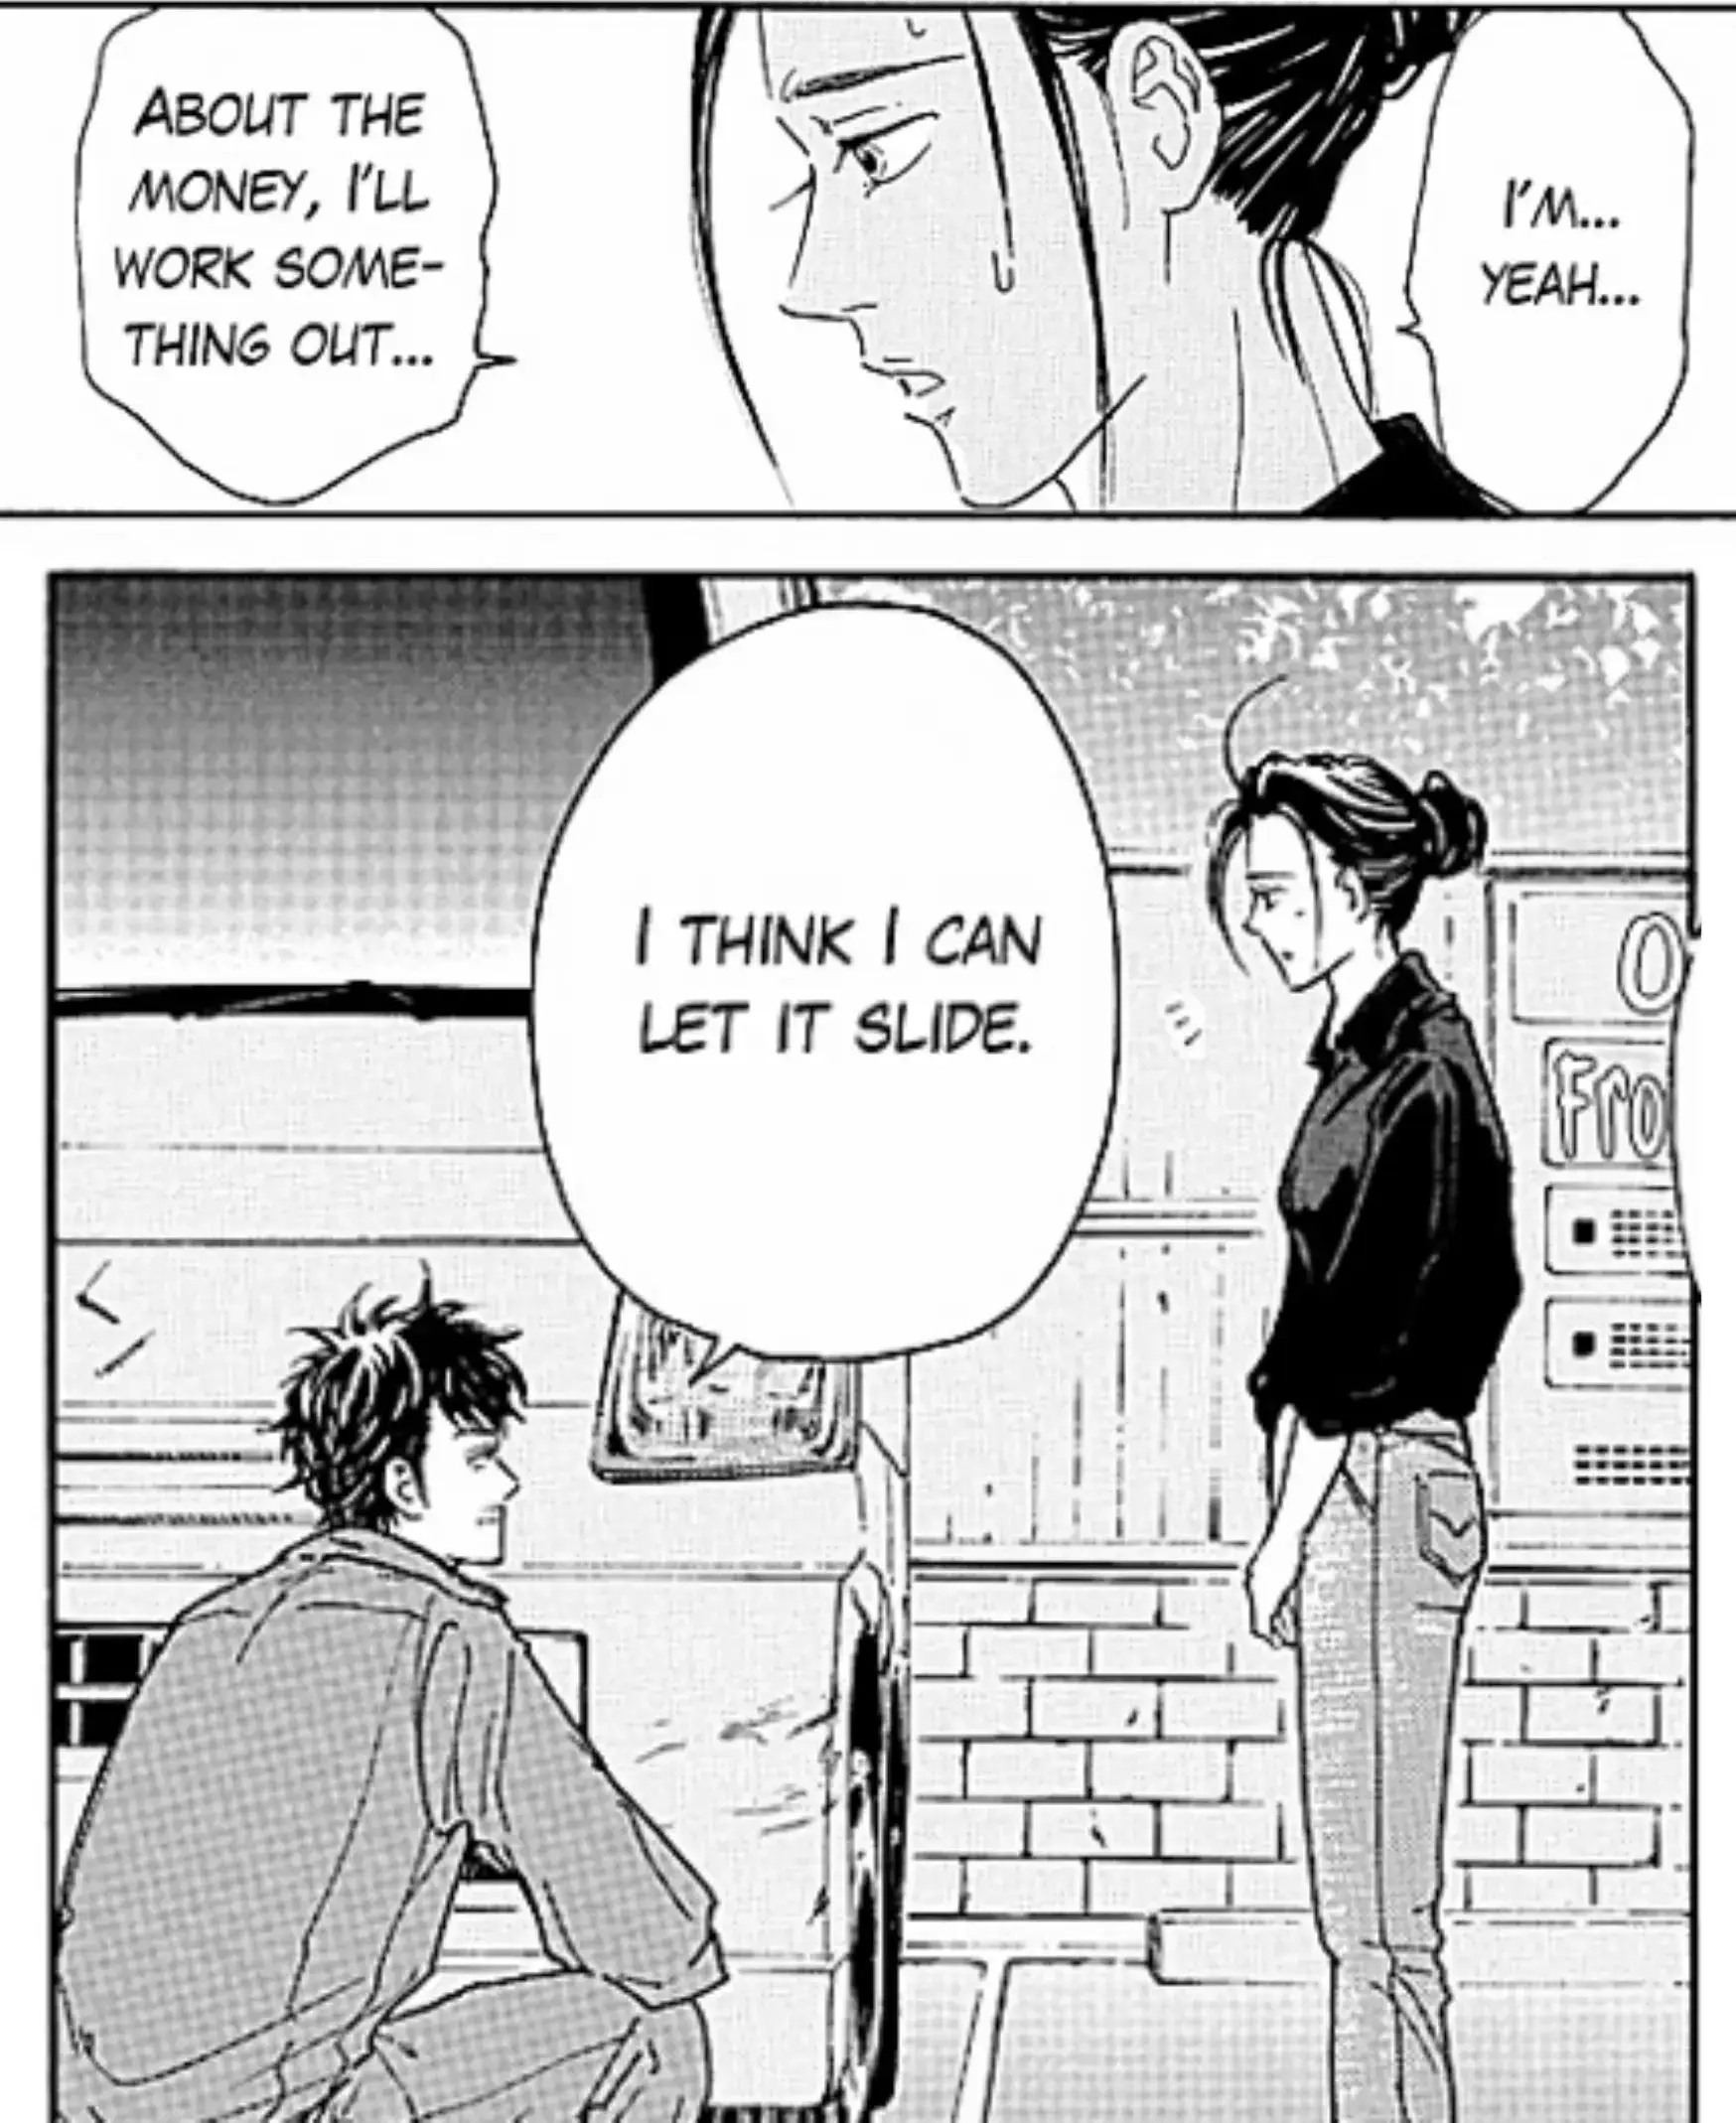 I'M...
YEAH...
ABOUT THE
MONEY, I'LL
WORK SOME-
THING OUT...
I THINK I CAN
LET IT SLIDE.
O
Fro